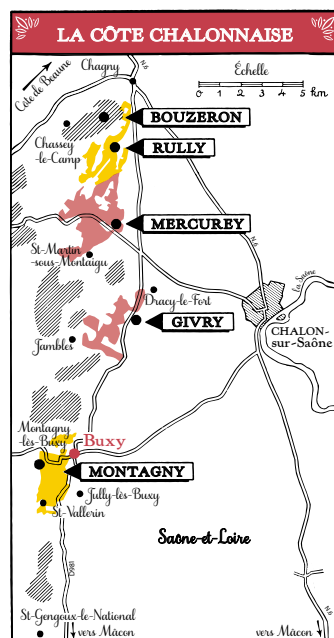 LA CÔTE CHALONNAISE
Côte de Beaune
Chagny
N6
Échelle
0 1 2 3 4 5 km
BOUZERON
Chassey
-le-Camp
RULLY
MERCUREY
N6
St-Martin
-sous-Montaigu
La Saône
Dracy-le-Fort
GIVRY
CHALON-
sur-Saône
Jambles
Montagny
lès-Buxy
Buxy
MONTAGNY
Jully-lès-Buxy
St-Vallerin
Saône-et-Loire
D981
St-Gengoux-le-National
N6
vers Mâcon
vers Mâcon